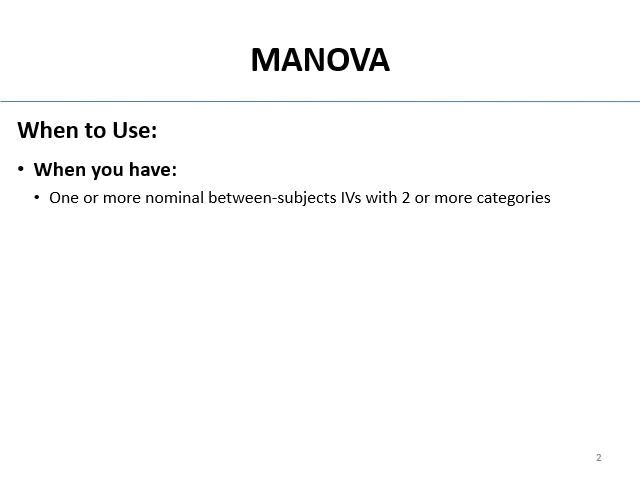 MANOVA
When to Use:
• When you have:
• One or more nominal between-subjects IVs with 2 or more categories
2